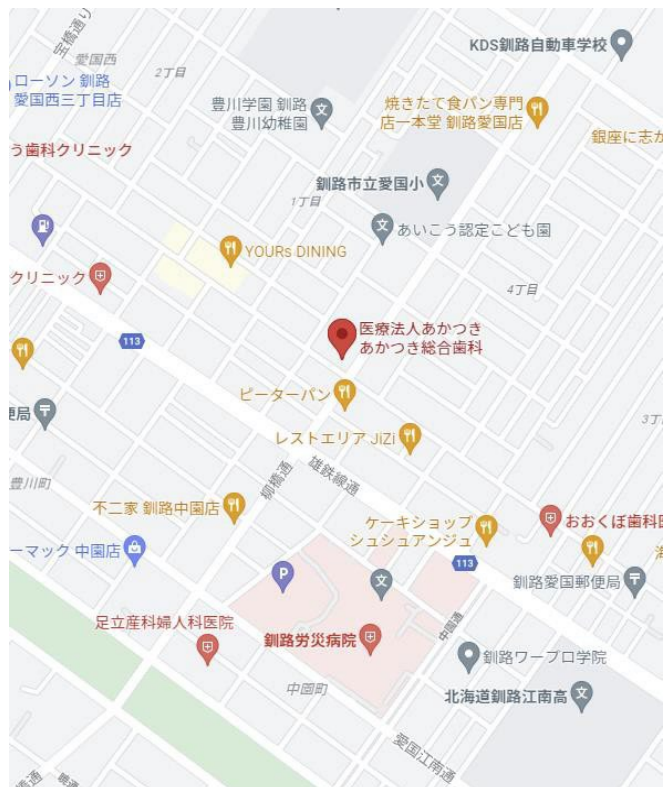 宝橋通り
愛国西
2丁目
KDS釧路自動車学校
ローソン 釧路
愛国西三丁目店
豊川学園 釧路
豊川幼稚園
焼きたて食パン専門
店一本堂 釧路愛国店
銀座に志か
う歯科クリニック
釧路市立愛国小
1丁目
あいこう認定こども園
YOURs DINING
クリニック
4丁目
113
医療法人あかつき
あかつき総合歯科
ピーターパン
便局
レストエリア JiZi
3丁
豊川町
柳橋通
雄鉄線通
不二家 釧路中園店
ケーキショップ
シュシュアンジュ
おおくぼ歯科医
海
ーマック 中園店
113
釧路愛国郵便局
P
足立産科婦人科医院
釧路労災病院
中園通
釧路ワープロ学院
中園町
北海道釧路江南高
愛国江南通
橋通